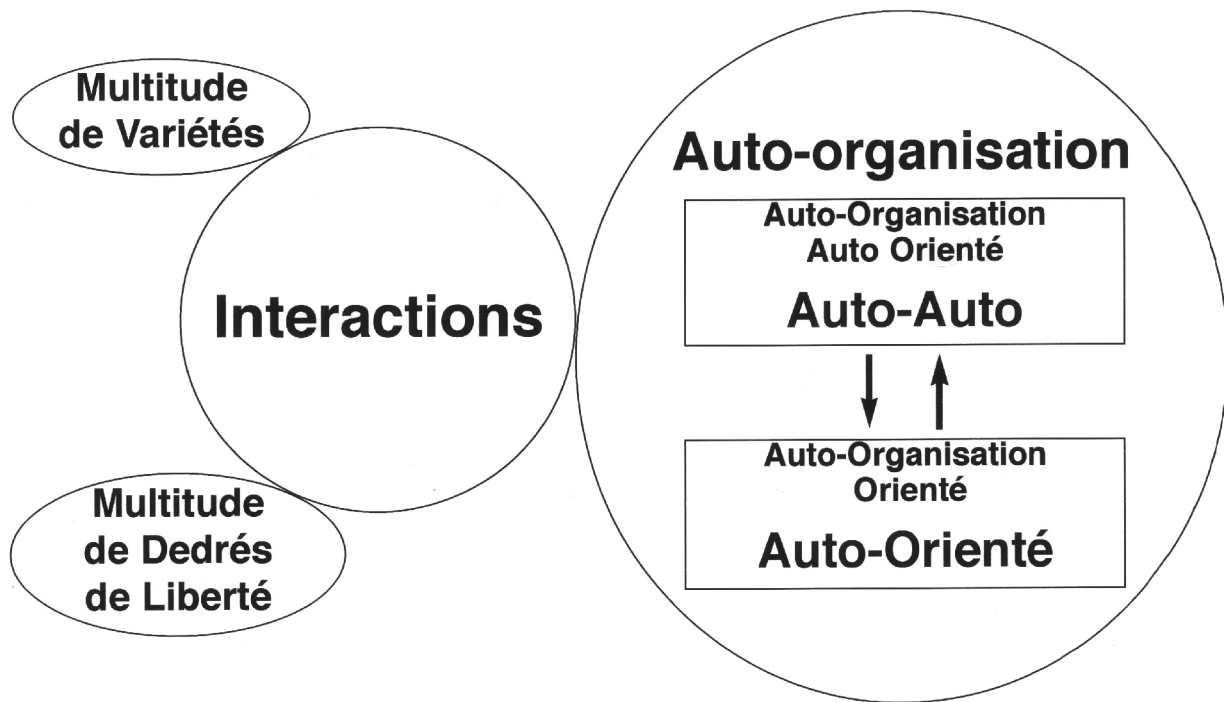 Multitude
de Variétés
Interactions
Multitude
de Dedrés
de Liberté
Auto-organisation
Auto-Organisation
Auto Orienté
Auto-Auto
Auto-Organisation
Orienté
Auto-Orienté